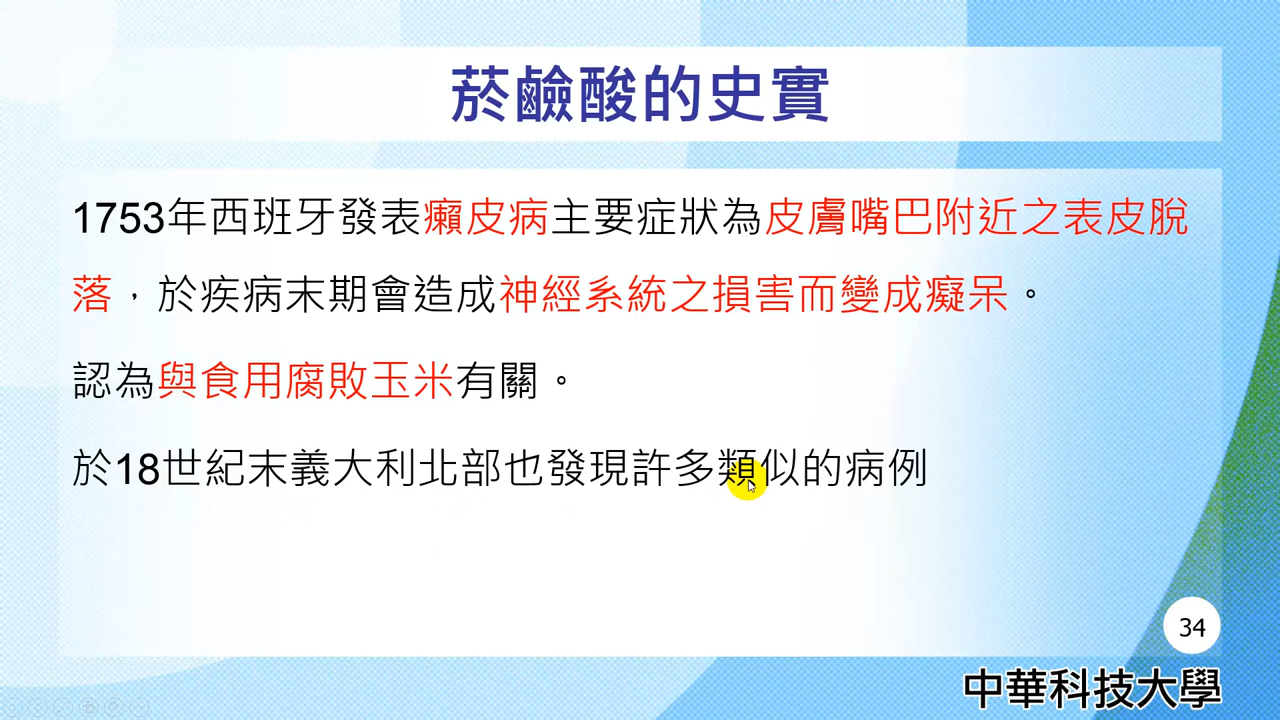 菸鹼酸的史實
1753年西班牙發表癩皮病主要症狀為皮膚嘴巴附近之表皮脫
落，於疾病末期會造成神經系統之損害而變成癡呆。
認為與食用腐敗玉米有關。
於18世紀末義大利北部也發現許多類似的病例
34
中華科技大學